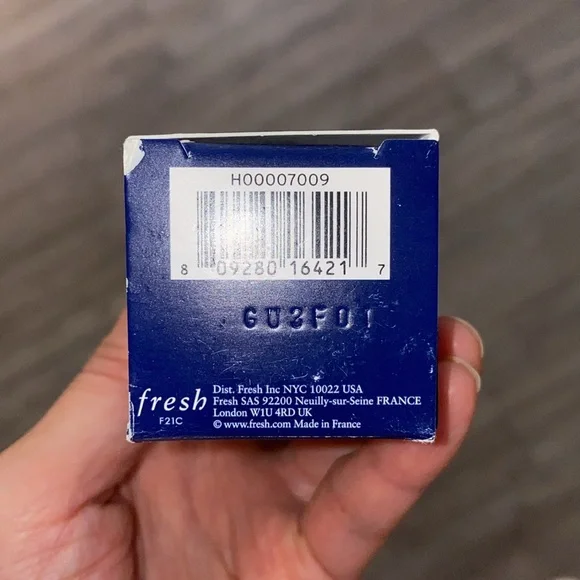 H00007009
8 09280 16421 7
GU3F01
fresh
F21C
Dist. Fresh Inc NYC 10022 USA
Fresh SAS 92200 Neuilly-sur-Seine FRANCE
London W1U 4RD UK
© www.fresh.com Made in France